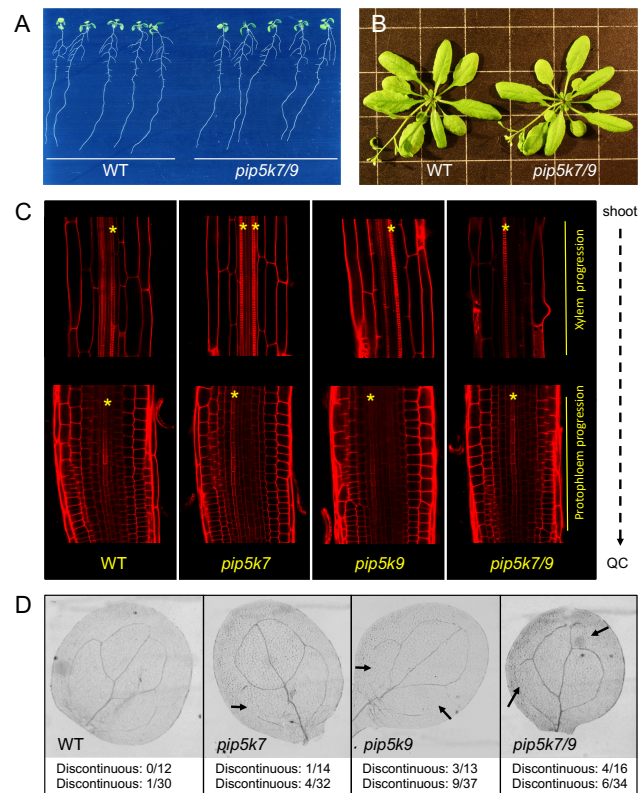 A
WT
pip5k7/9
B
WT
pip5k7/9
C
shoot
Xylem progression
Protophloem progression
WT
pip5k7
pip5k9
pip5k7/9
QC
D
WT
pip5k7
pip5k9
pip5k7/9
Discontinuous: 0/12
Discontinuous: 1/30
Discontinuous: 1/14
Discontinuous: 4/32
Discontinuous: 3/13
Discontinuous: 9/37
Discontinuous: 4/16
Discontinuous: 6/34